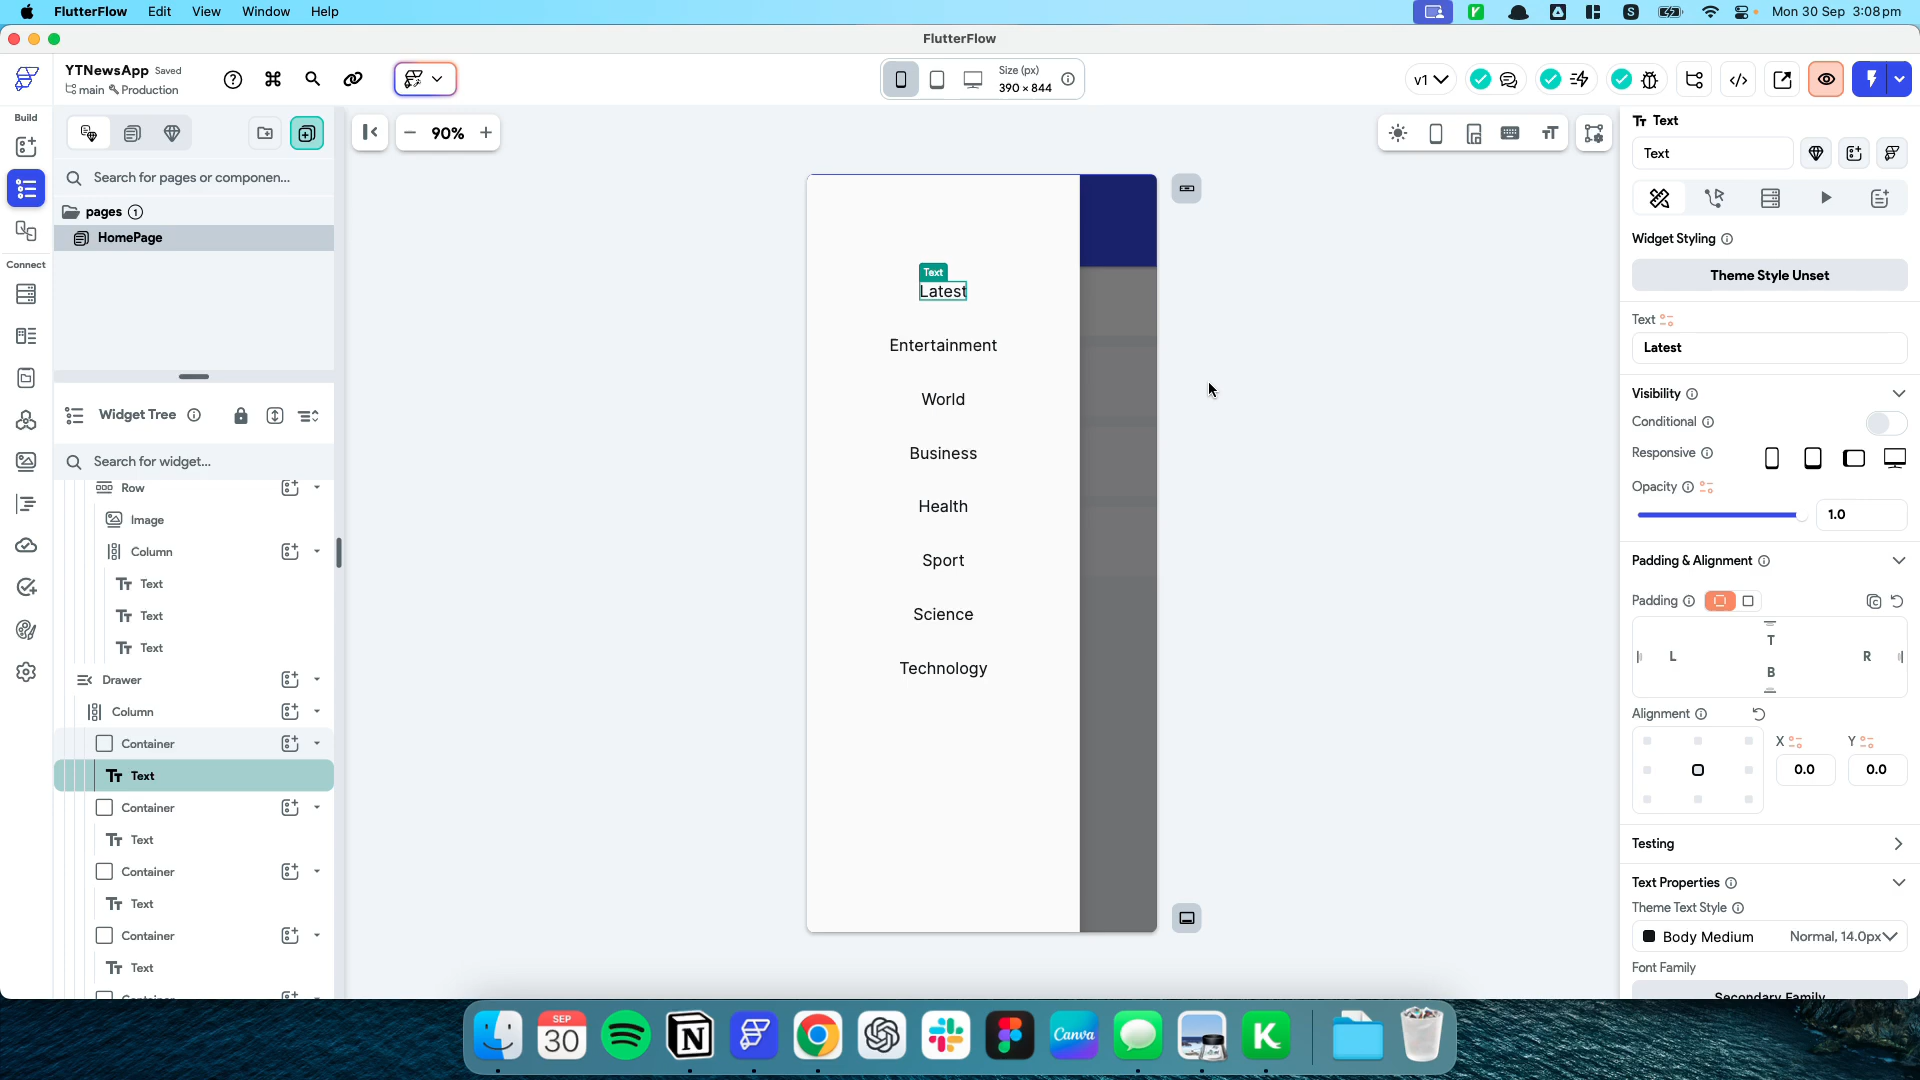 FlutterFlow Edit View Window Help
Mon 30 Sep 3:08 pm
FlutterFlow
YTNewsApp Saved
main Production
Size (px)
390 × 844
v1
Build
90%
Search for pages or componen...
pages 1
HomePage
Connect
Widget Tree
Search for widget...
Row
Image
Column
Text
Text
Text
Drawer
Column
Container
Text
Container
Text
Container
Text
Container
Text
Text
Latest
Entertainment
World
Business
Health
Sport
Science
Technology
Text
Text
Widget Styling
Theme Style Unset
Text
Latest
Visibility
Conditional
Responsive
Opacity
1.0
Padding & Alignment
Padding
T
L R
B
Alignment
X Y
0.0 0.0
Testing
Text Properties
Theme Text Style
Body Medium Normal, 14.0px
Font Family
Secondary Family
SEP
30
Canva
K